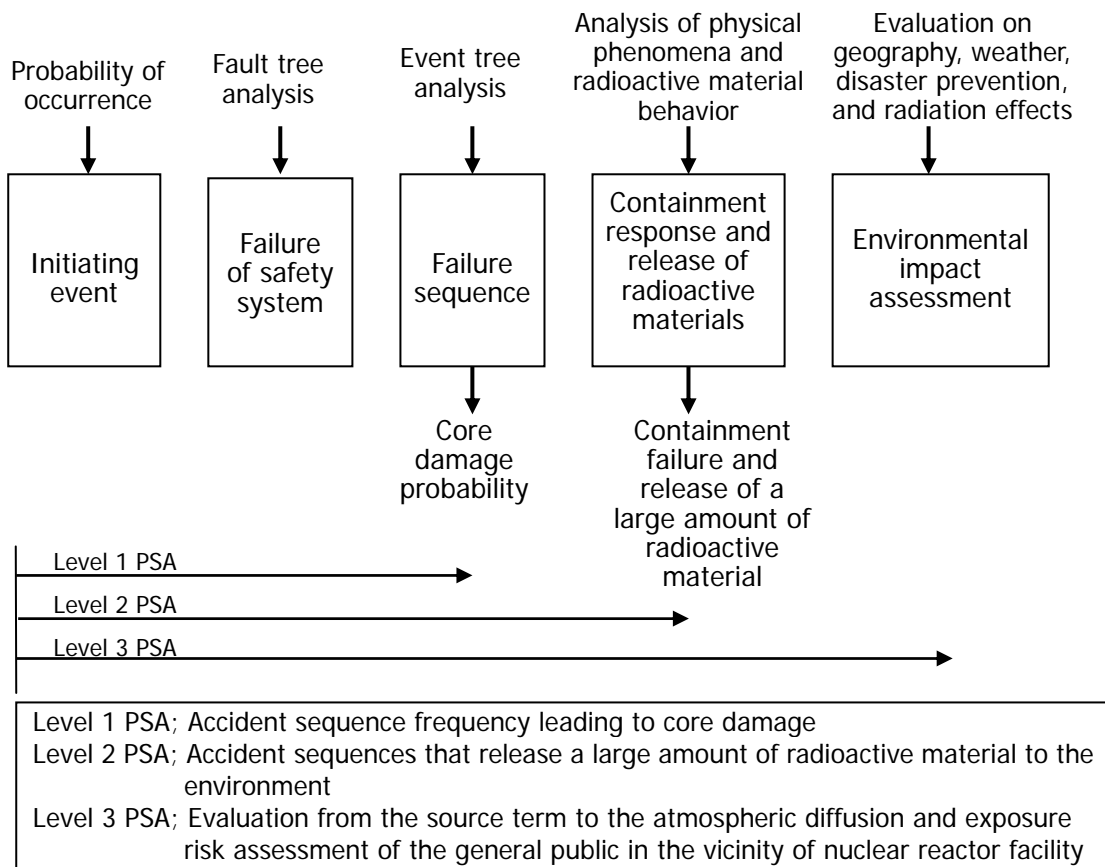 Probability of
occurrence
Fault tree
analysis
Event tree
analysis
Analysis of physical
phenomena and
radioactive material
behavior
Evaluation on
geography, weather,
disaster prevention,
and radiation effects
Initiating
event
Failure
of safety
system
Failure
sequence
Containment
response and
release of
radioactive
materials
Environmental
impact
assessment
Core
damage
probability
Containment
failure and
release of a
large amount of
radioactive
material
Level 1 PSA
Level 2 PSA
Level 3 PSA
Level 1 PSA; Accident sequence frequency leading to core damage
Level 2 PSA; Accident sequences that release a large amount of radioactive material to the
environment
Level 3 PSA; Evaluation from the source term to the atmospheric diffusion and exposure
risk assessment of the general public in the vicinity of nuclear reactor facility